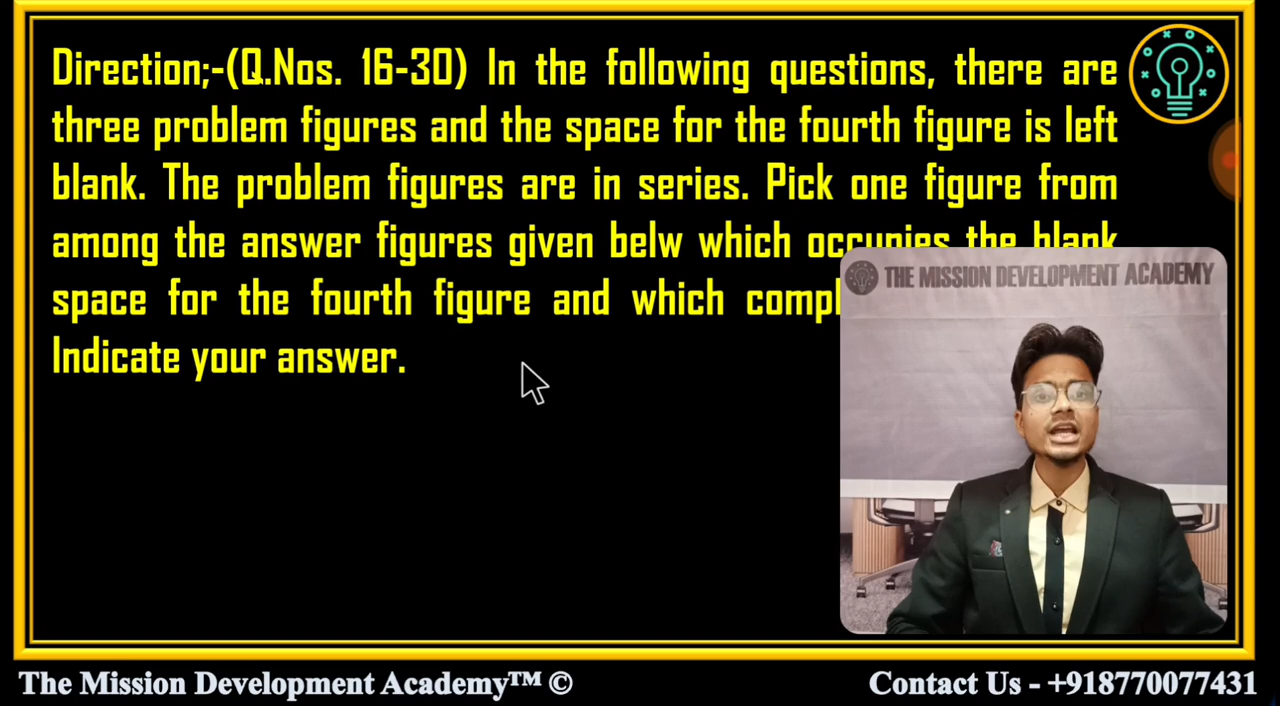 Direction;-(Q.Nos. 16-30) In the following questions, there are
three problem figures and the space for the fourth figure is left
blank. The problem figures are in series. Pick one figure from
among the answer figures given belw which occupies the blank
space for the fourth figure and which compl
Indicate your answer.
THE MISSION DEVELOPMENT ACADEMY
The Mission Development Academy™ ©
Contact Us - +918770077431